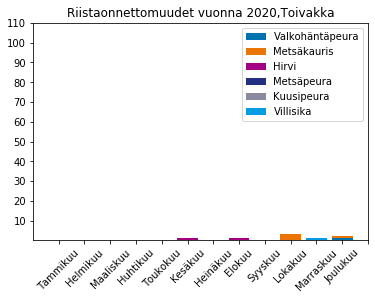 Riistaonnettomuudet vuonna 2020,Toivakka
110
100
90
80
70
60
50
40
30
20
10
Valkohäntäpeura
Metsäkauris
Hirvi
Metsäpeura
Kuusipeura
Villisika
Tammikuu
Helmikuu
Maaliskuu
Huhtikuu
Toukokuu
Kesäkuu
Heinäkuu
Elokuu
Syyskuu
Lokakuu
Marraskuu
Joulukuu